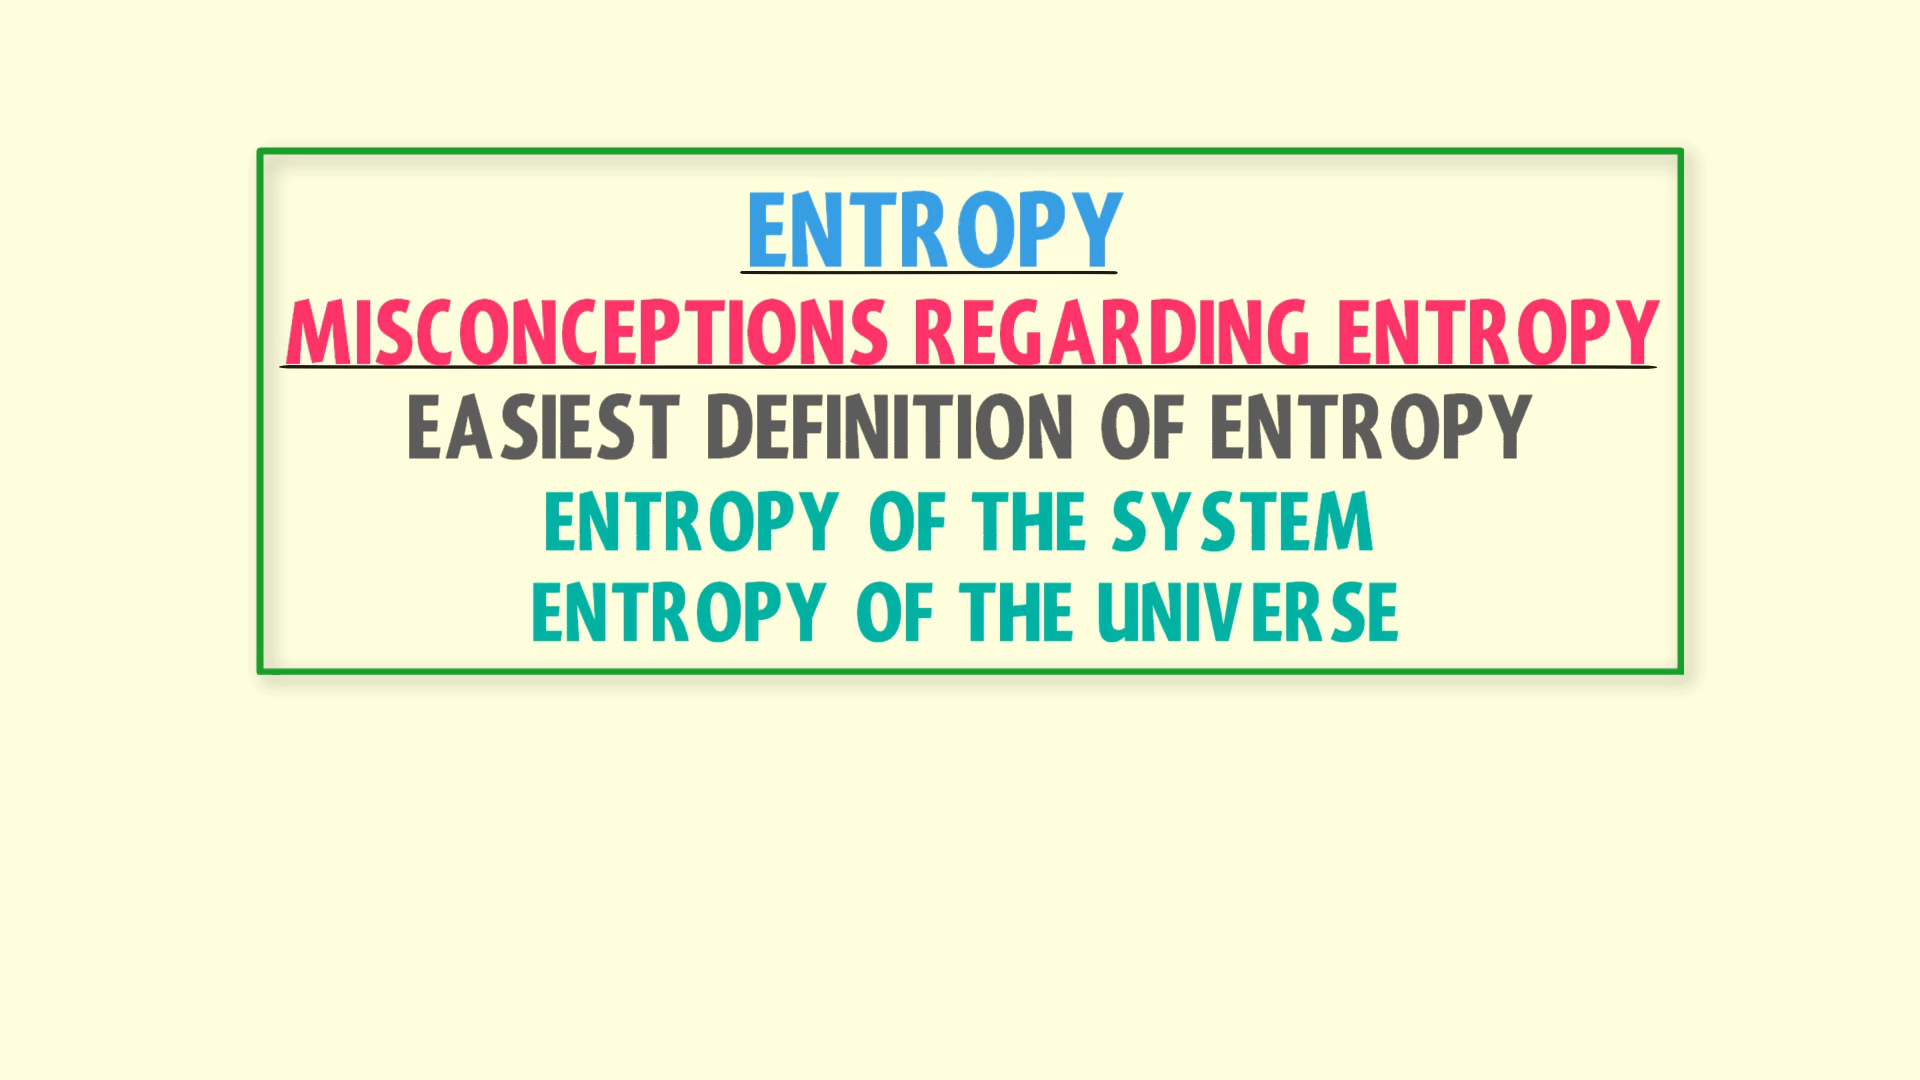 ENTROPY
MISCONCEPTIONS REGARDING ENTROPY
EASIEST DEFINITION OF ENTROPY
ENTROPY OF THE SYSTEM
ENTROPY OF THE UNIVERSE